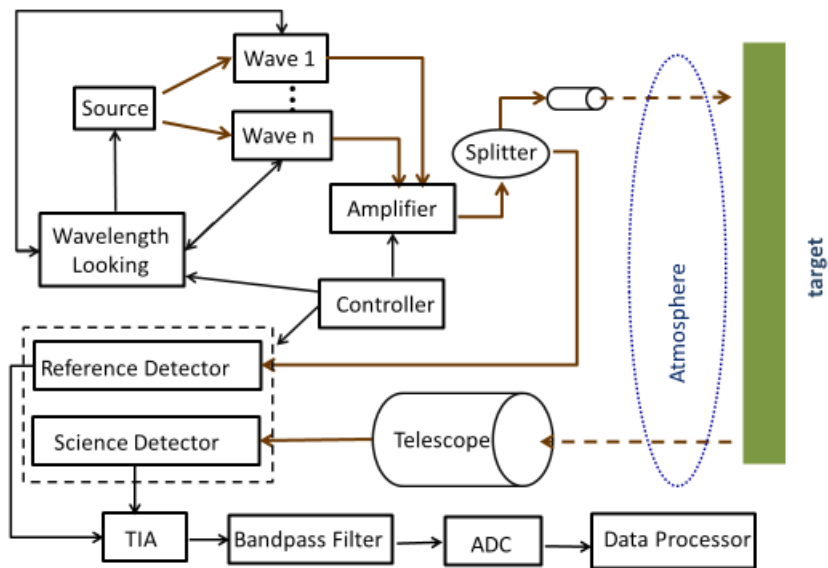 Wave 1
Source
Wave n
Splitter
Amplifier
Wavelength
Looking
Controller
Atmosphere
target
Reference Detector
Science Detector
Telescope
TIA
Bandpass Filter
ADC
Data Processor